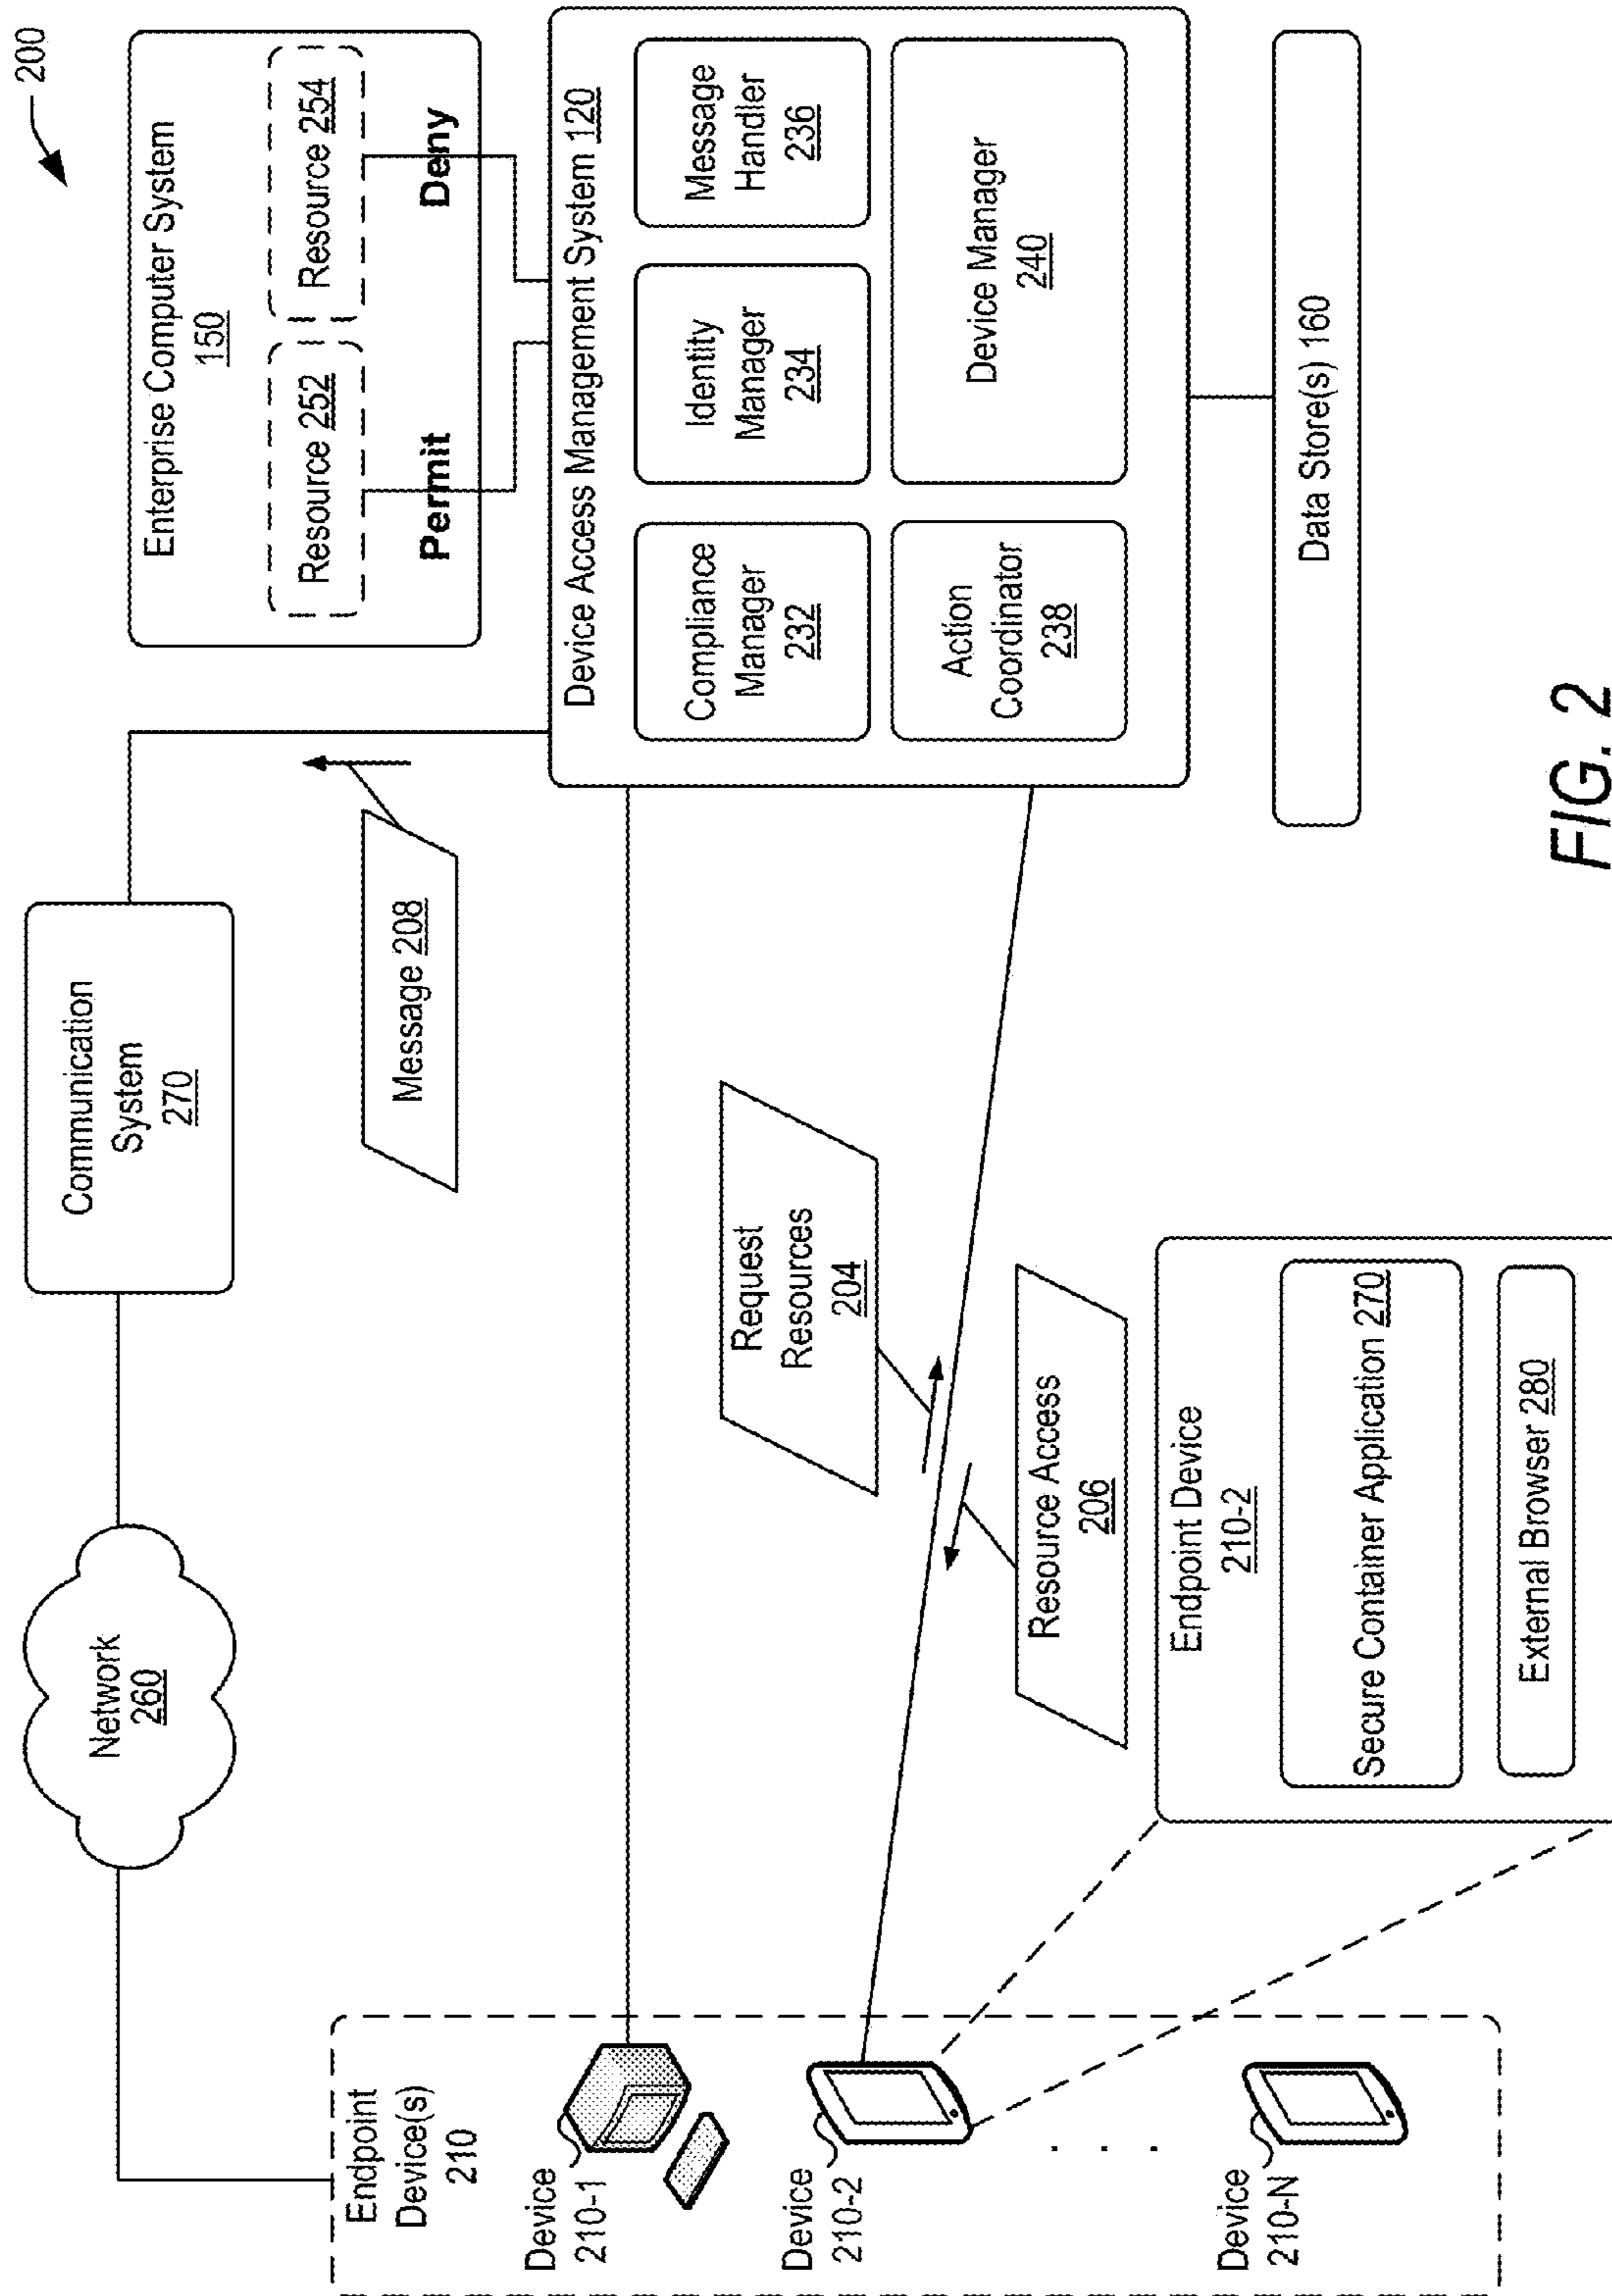 200
Network
260
Communication
System
270
Enterprise Computer System
150
Resource 252
Resource 254
Permit
Deny
Message 208
Endpoint
Device(s)
210
Device
210-1
Device
210-2
. . .
Device
210-N
Request
Resources
204
Resource Access
206
Endpoint Device
210-2
Secure Container Application 270
External Browser 280
Device Access Management System 120
Compliance
Manager
232
Identity
Manager
234
Message
Handler
236
Action
Coordinator
238
Device Manager
240
Data Store(s) 160
FIG. 2